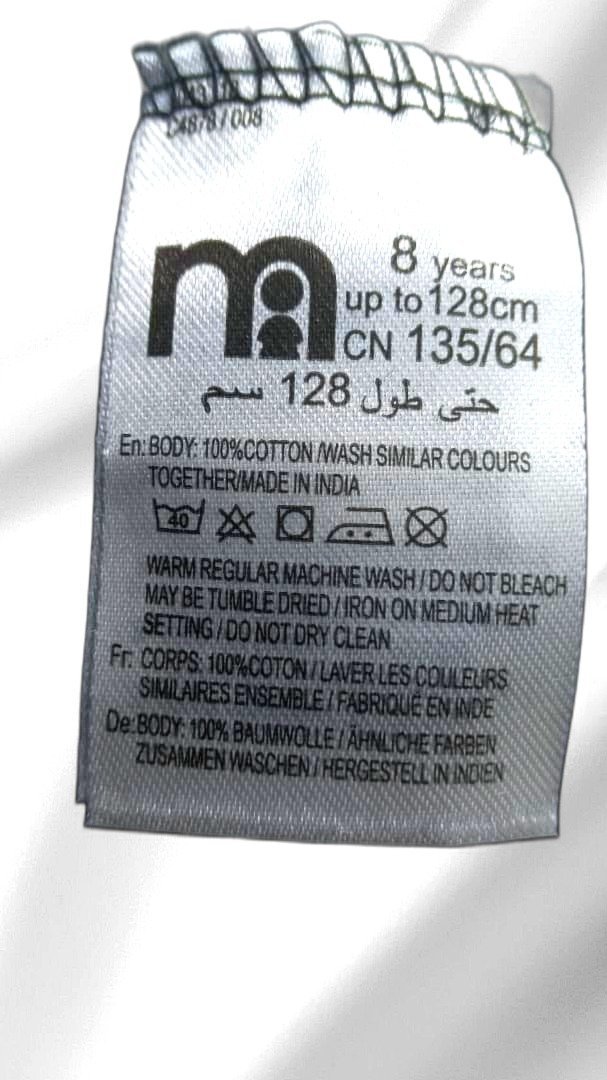 C4878 / 008
8 years
up to 128cm
CN 135/64
حتى طول 128 سم
En: BODY: 100%COTTON /WASH SIMILAR COLOURS
TOGETHER/MADE IN INDIA
40
WARM REGULAR MACHINE WASH / DO NOT BLEACH
MAY BE TUMBLE DRIED / IRON ON MEDIUM HEAT
SETTING / DO NOT DRY CLEAN
Fr: CORPS: 100%COTON / LAVER LES COULEURS
SIMILAIRES ENSEMBLE / FABRIQUÉ EN INDE
De: BODY: 100% BAUMWOLLE / ÄHNLICHE FARBEN
ZUSAMMEN WASCHEN / HERGESTELL IN INDIEN